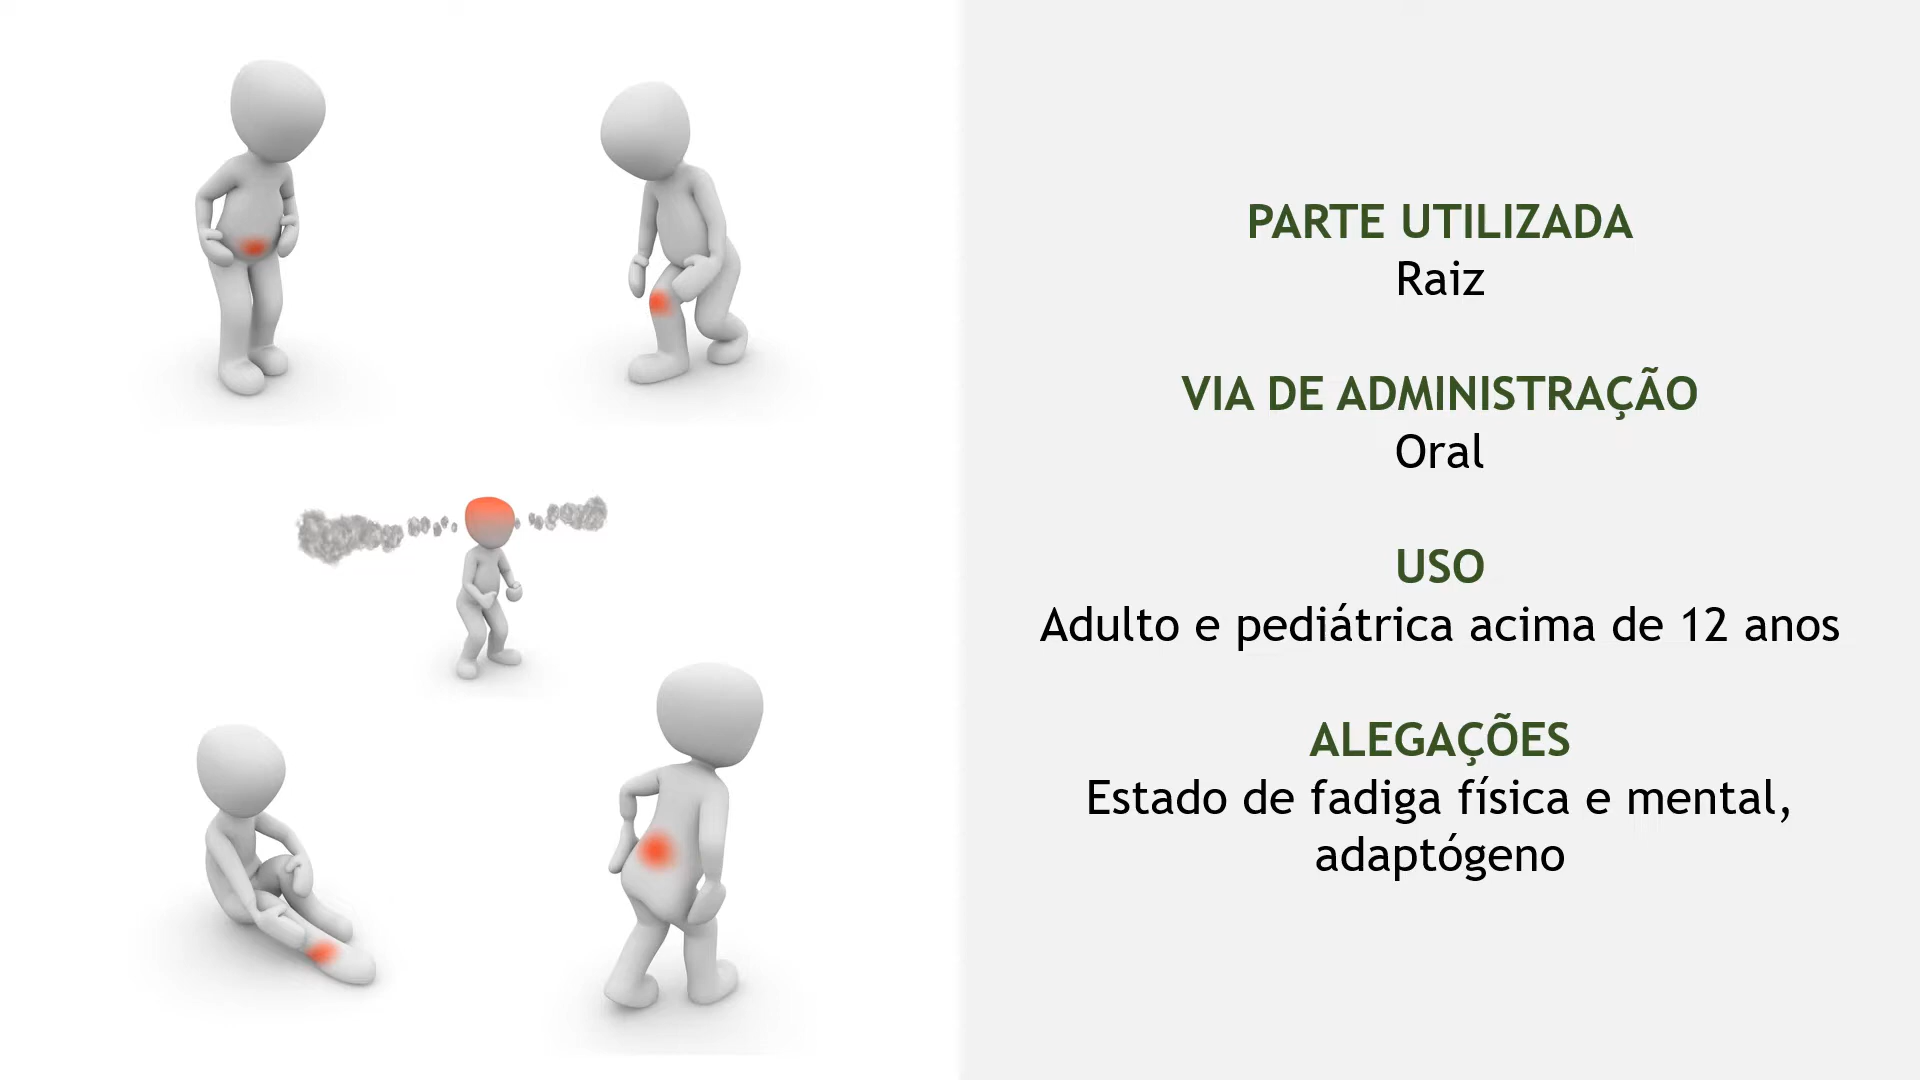 PARTE UTILIZADA
Raiz
VIA DE ADMINISTRAÇÃO
Oral
USO
Adulto e pediátrica acima de 12 anos
ALEGAÇÕES
Estado de fadiga física e mental,
adaptógeno